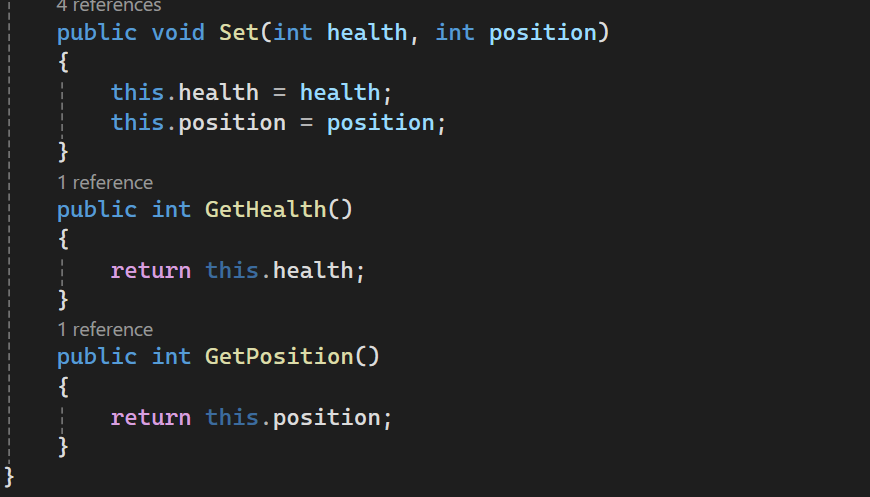 4 references
public void Set(int health, int position)
{
this.health = health;
this.position = position;
}
1 reference
public int GetHealth()
{
return this.health;
}
1 reference
public int GetPosition()
{
return this.position;
}
}